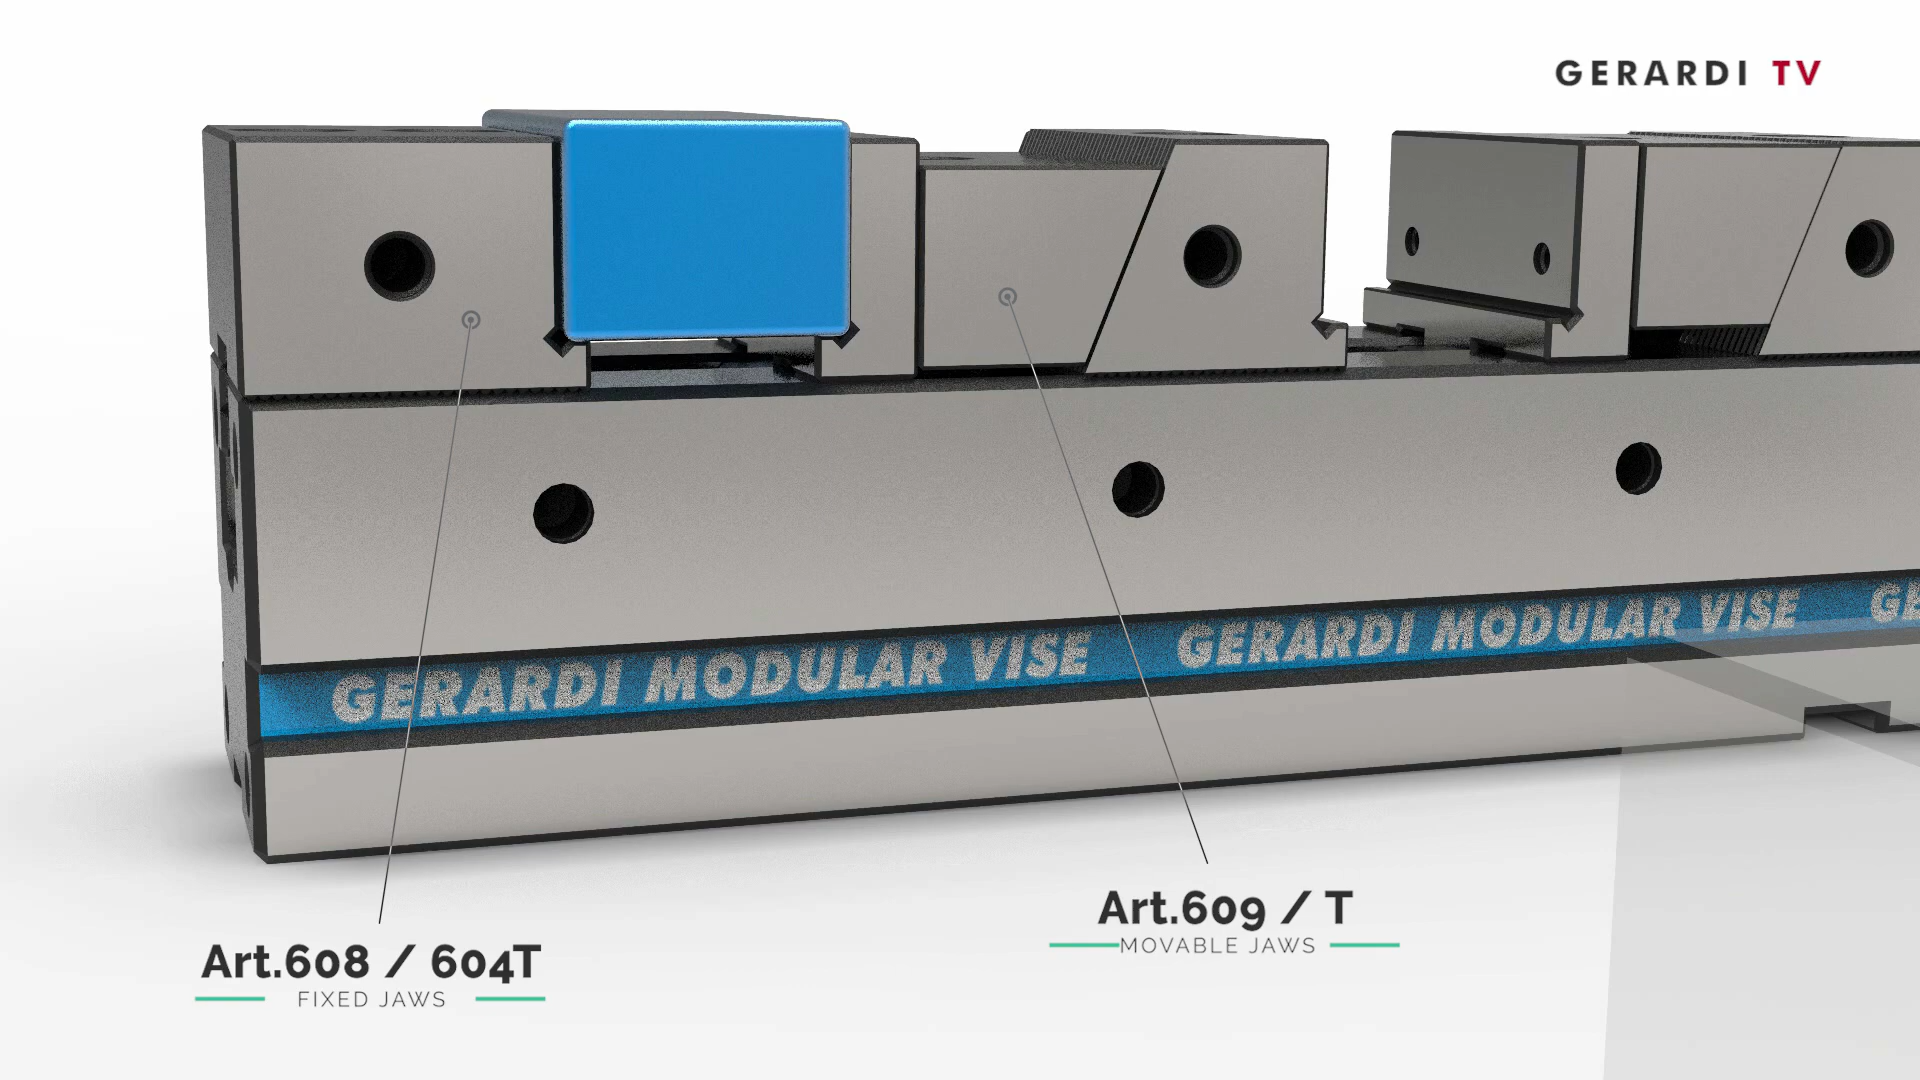 GERARDI TV
GERARDI MODULAR VISE GERARDI MODULAR VISE
Art.609 / T
MOVABLE JAWS
Art.608 / 604T
FIXED JAWS